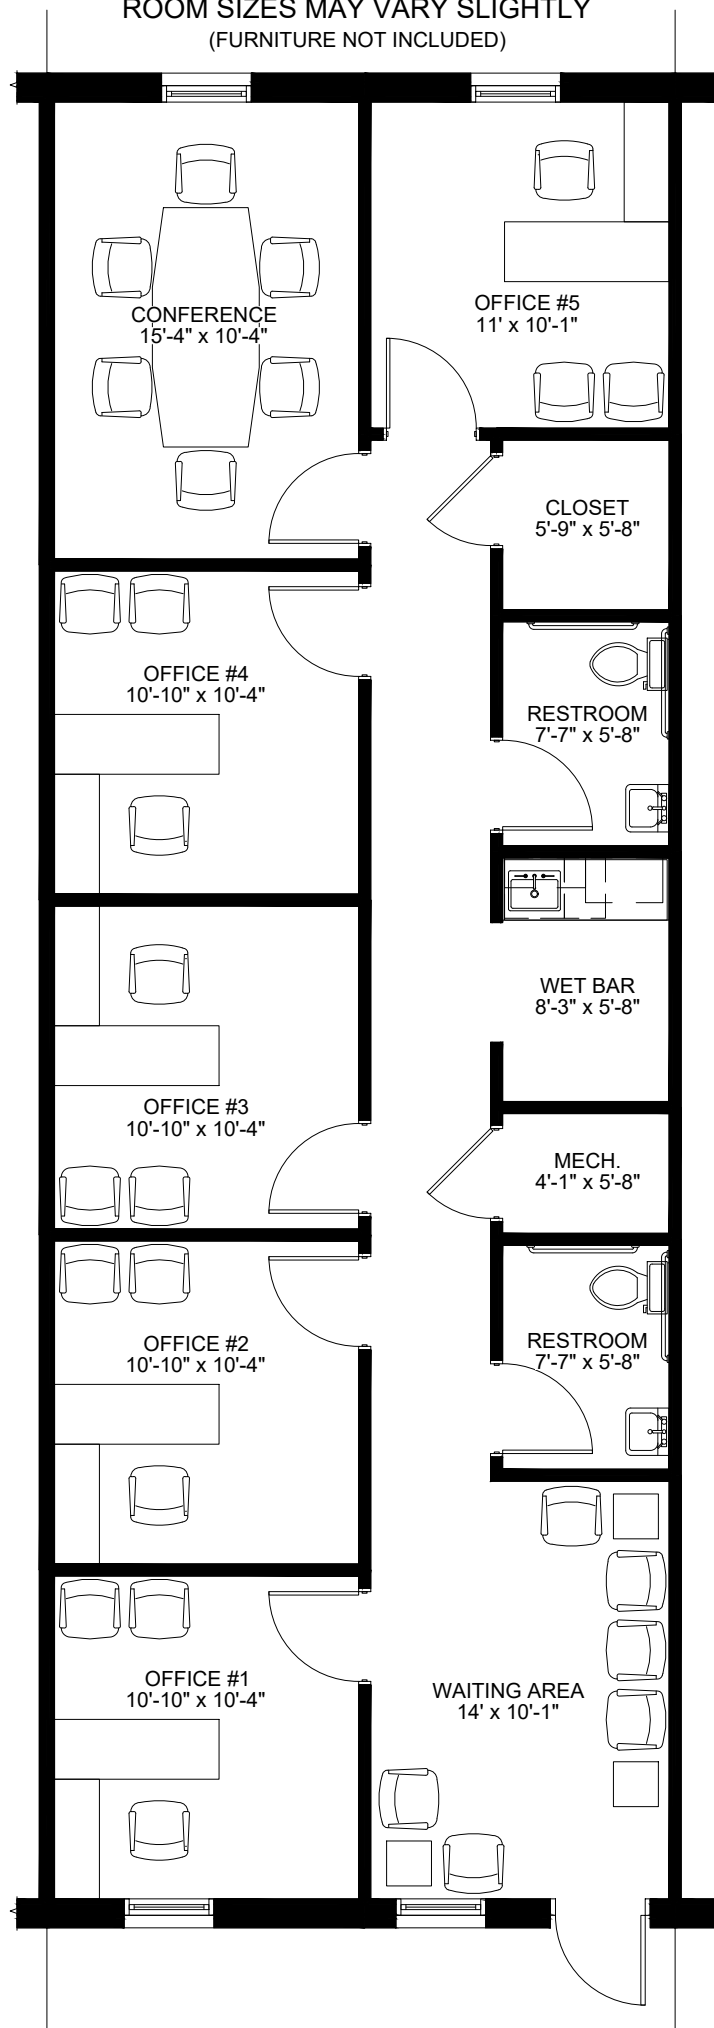 ROOM SIZES MAY VARY SLIGHTLY
(FURNITURE NOT INCLUDED)
OFFICE #5
11' x 10'-1"
CONFERENCE
15'-4" x 10'-4"
CLOSET
5'-9" x 5'-8"
OFFICE #4
10'-10" x 10'-4"
RESTROOM
7'-7" x 5'-8"
WET BAR
8'-3" x 5'-8"
OFFICE #3
10'-10" x 10'-4"
MECH.
4'-1" x 5'-8"
OFFICE #2
10'-10" x 10'-4"
RESTROOM
7'-7" x 5'-8"
OFFICE #1
10'-10" x 10'-4"
WAITING AREA
14' x 10'-1"